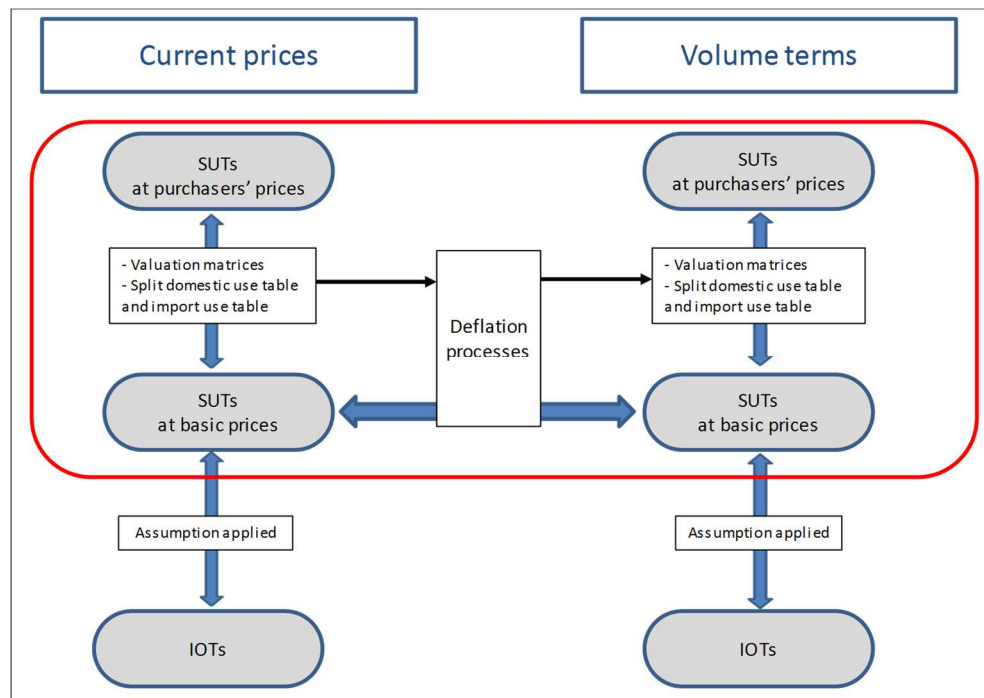 Current prices
Volume terms
SUTs
at purchasers’ prices
SUTs
at purchasers’ prices
- Valuation matrices
- Split domestic use table
and import use table
Deflation
processes
- Valuation matrices
- Split domestic use table
and import use table
SUTs
at basic prices
SUTs
at basic prices
Assumption applied
Assumption applied
IOTs
IOTs